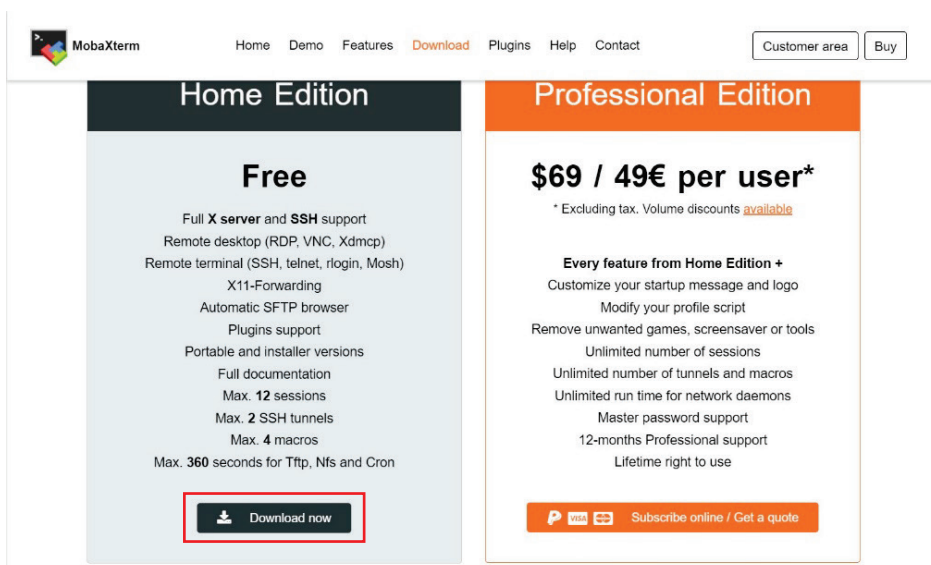 MobaXterm
Home Demo Features Download Plugins Help Contact
Customer area
Buy
Home Edition
Free
Full X server and SSH support
Remote desktop (RDP, VNC, Xdmcp)
Remote terminal (SSH, telnet, rlogin, Mosh)
X11-Forwarding
Automatic SFTP browser
Plugins support
Portable and installer versions
Full documentation
Max. 12 sessions
Max. 2 SSH tunnels
Max. 4 macros
Max. 360 seconds for Tftp, Nfs and Cron
Download now
Professional Edition
$69 / 49€ per user*
* Excluding tax. Volume discounts available
Every feature from Home Edition +
Customize your startup message and logo
Modify your profile script
Remove unwanted games, screensaver or tools
Unlimited number of sessions
Unlimited number of tunnels and macros
Unlimited run time for network daemons
Master password support
12-months Professional support
Lifetime right to use
VISA Subscribe online / Get a quote